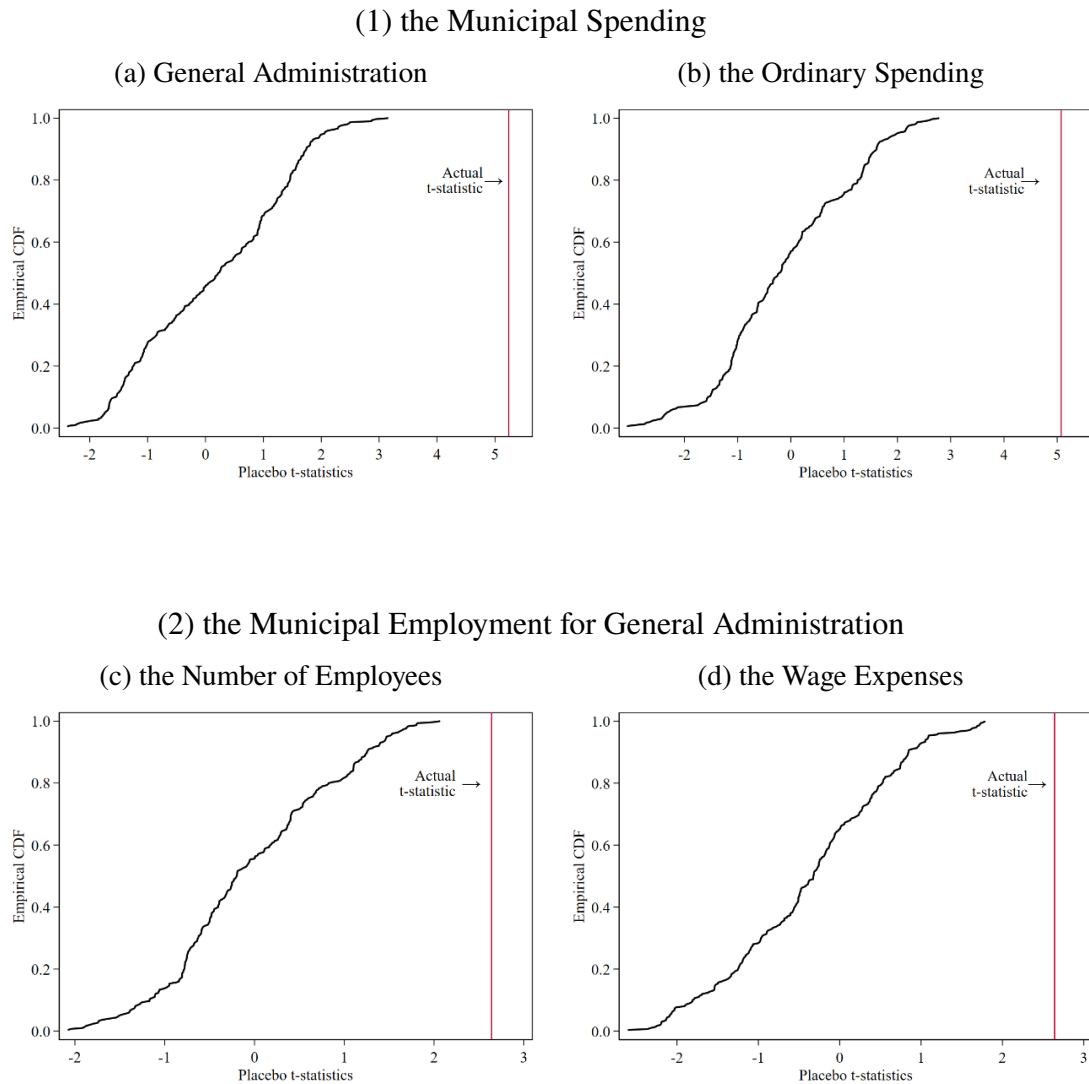 (1) the Municipal Spending
(a) General Administration
1.0
0.8
0.6
0.4
0.2
0.0
Empirical CDF
Actual
t-statistic
→
-2
-1
0
1
2
3
4
5
Placebo t-statistics
(b) the Ordinary Spending
1.0
0.8
0.6
0.4
0.2
0.0
Empirical CDF
Actual
t-statistic
→
-2
-1
0
1
2
3
4
5
Placebo t-statistics
(2) the Municipal Employment for General Administration
(c) the Number of Employees
1.0
0.8
0.6
0.4
0.2
0.0
Empirical CDF
Actual
t-statistic
→
-2
-1
0
1
2
3
Placebo t-statistics
(d) the Wage Expenses
1.0
0.8
0.6
0.4
0.2
0.0
Empirical CDF
Actual
t-statistic
→
-2
-1
0
1
2
3
Placebo t-statistics